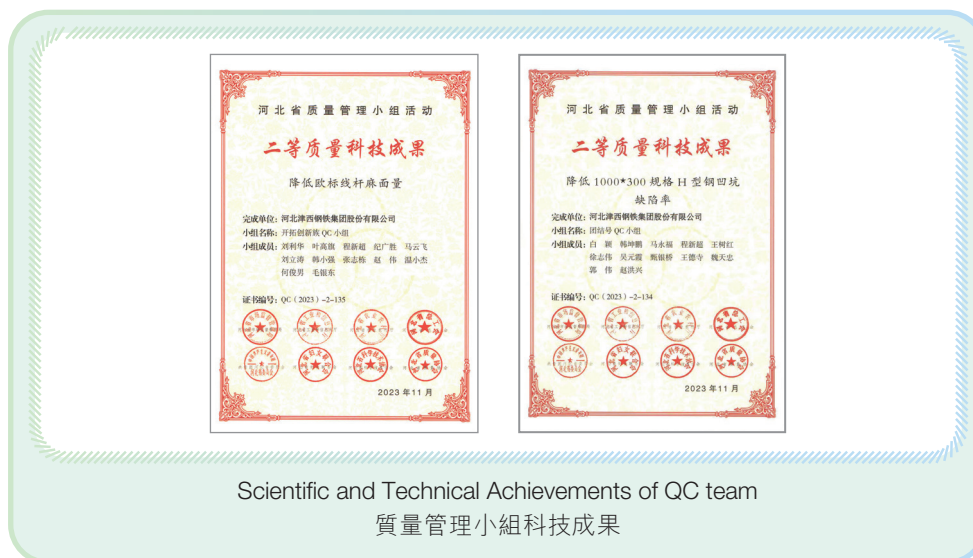 河北省质量管理小组活动
二等质量科技成果
降低欧标线杆麻面量
完成单位：河北津西钢铁集团股份有限公司
小组名称：开拓创新族QC小组
小组成员：刘利华 叶高旗 程新超 纪广胜 马云飞
刘立涛 韩小强 张志栋 赵 伟 温小杰
何俊男 毛银东
证书编号：QC（2023）-2-135
2023年11月
河北省质量管理小组活动
二等质量科技成果
降低1000*300规格H型钢凹坑
缺陷率
完成单位：河北津西钢铁集团股份有限公司
小组名称：团结号QC小组
小组成员：白 颖 韩坤鹏 马永福 程新超 王树红
徐志伟 吴元霞 甄银桥 王德寺 魏天忠
郭 伟 赵洪兴
证书编号：QC（2023）-2-134
2023年11月
Scientific and Technical Achievements of QC team
質量管理小組科技成果